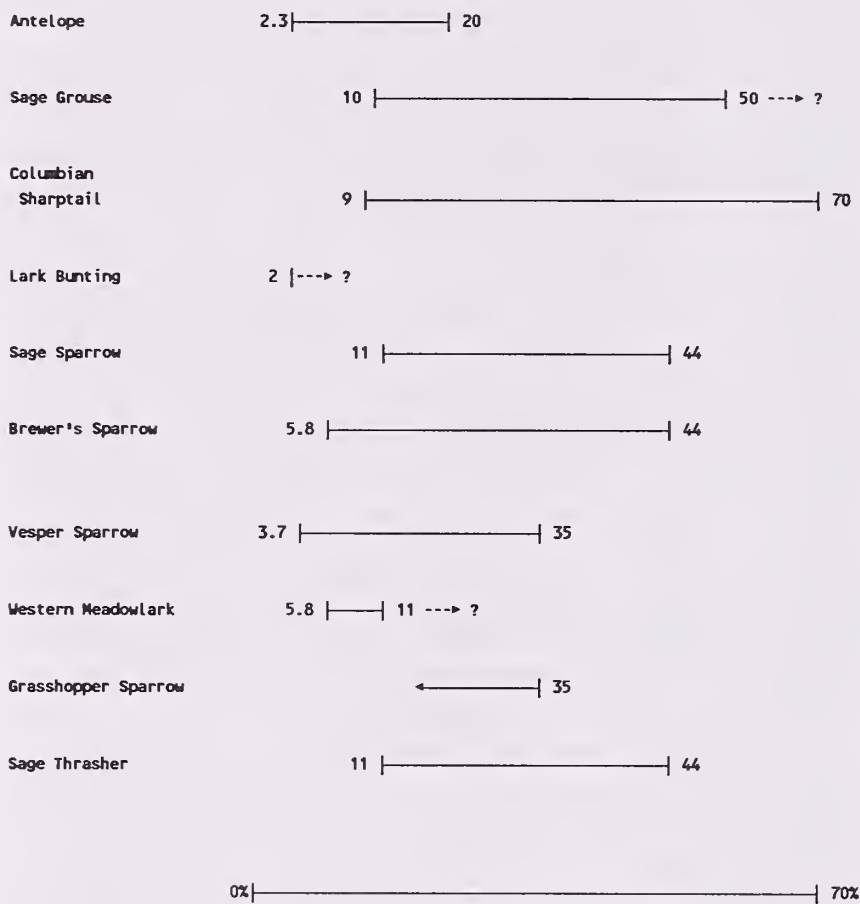 Antelope 2.3 20
Sage Grouse 10 50 ---> ?
Columbian
Sharptail 9 70
Lark Bunting 2 ---> ?
Sage Sparrow 11 44
Brewer's Sparrow 5.8 44
Vesper Sparrow 3.7 35
Western Meadowlark 5.8 11 ---> ?
Grasshopper Sparrow 35
Sage Thrasher 11 44
0% 70%